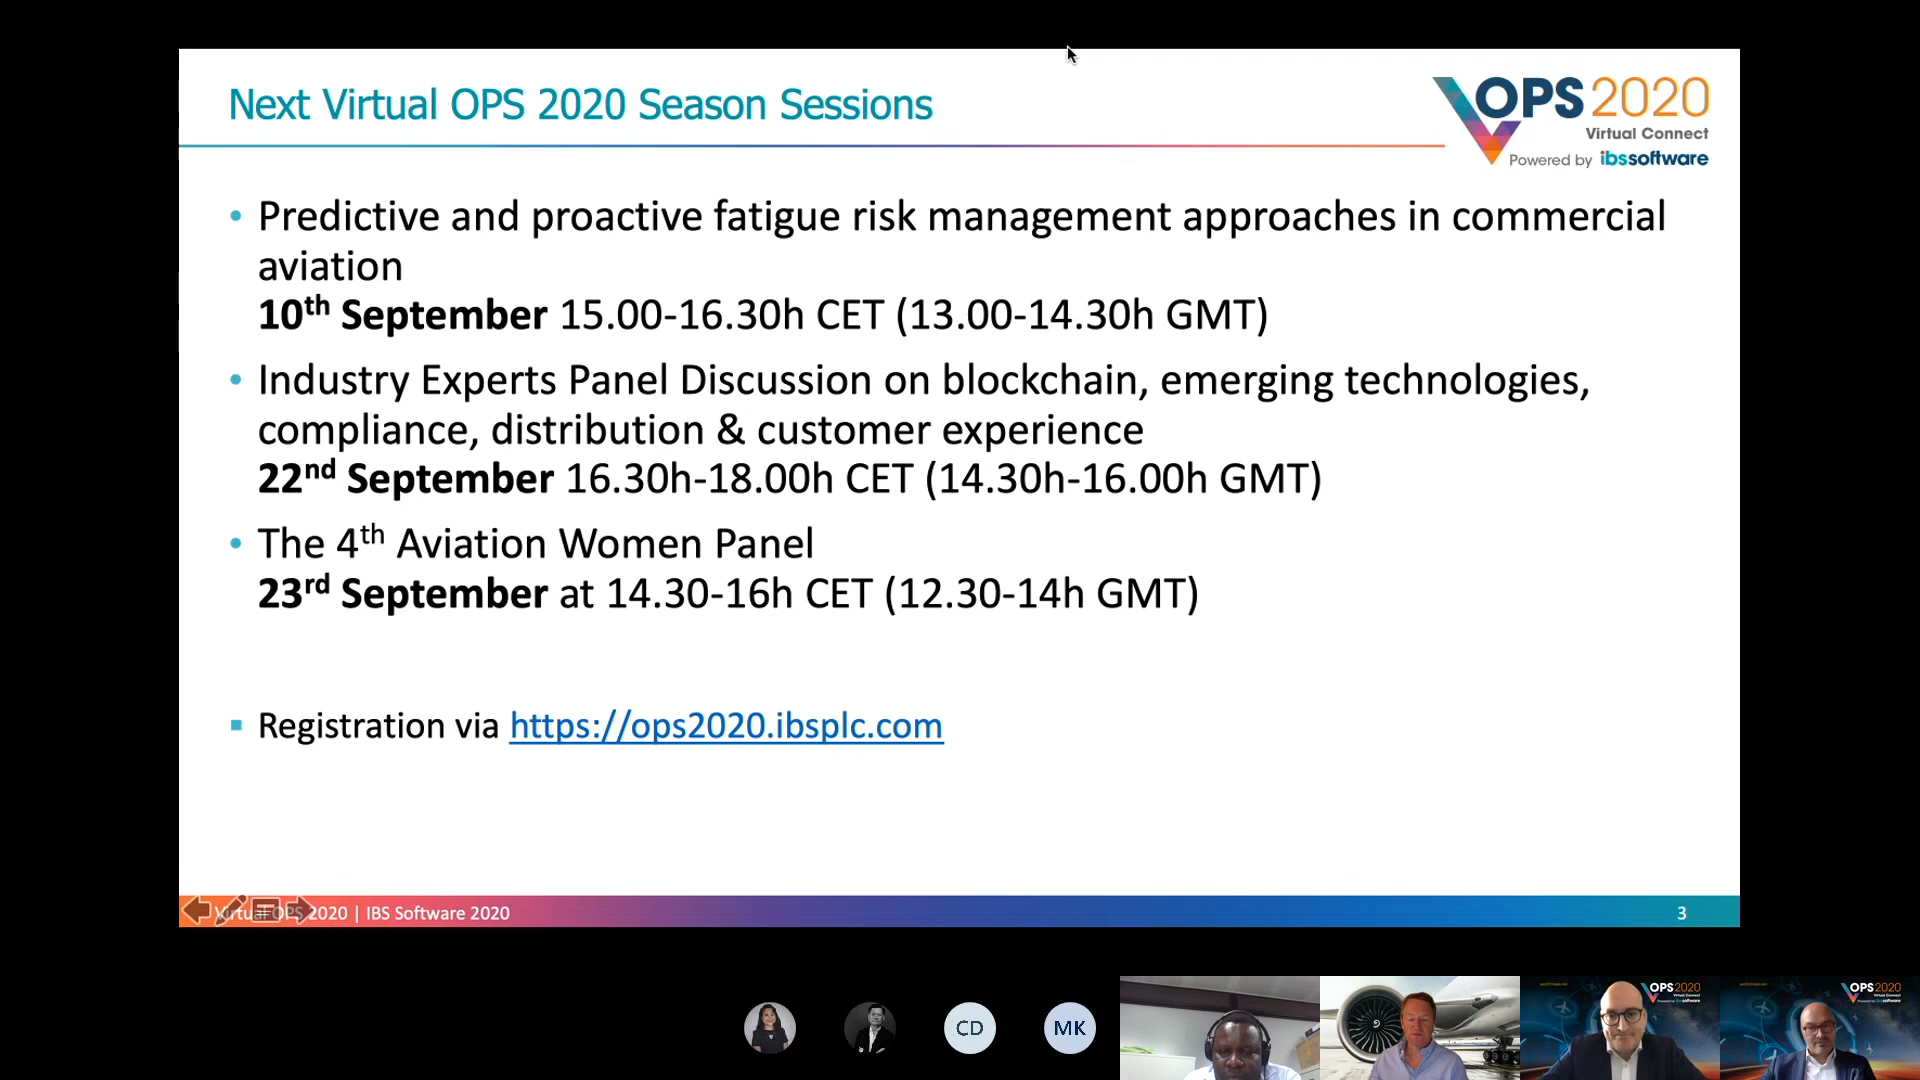 Next Virtual OPS 2020 Season Sessions
OPS 2020
Virtual Connect
Powered by ibssoftware
• Predictive and proactive fatigue risk management approaches in commercial
aviation
10th September 15.00-16.30h CET (13.00-14.30h GMT)
• Industry Experts Panel Discussion on blockchain, emerging technologies,
compliance, distribution & customer experience
22nd September 16.30h-18.00h CET (14.30h-16.00h GMT)
• The 4th Aviation Women Panel
23rd September at 14.30-16h CET (12.30-14h GMT)
▪ Registration via https://ops2020.ibsplc.com
Virtual OPS 2020 | IBS Software 2020
3
CD
MK
OPS2020
OPS2020